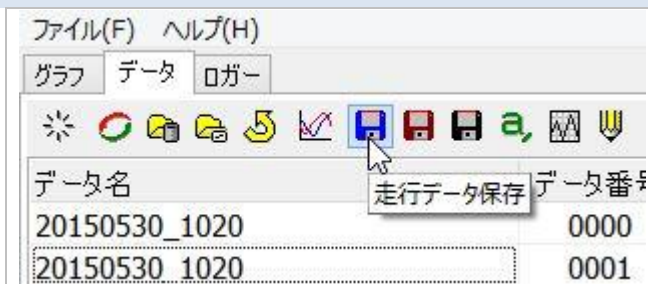 ファイル(F) ヘルプ(H)
グラフ データ ロガー
a,
データ名 データ番号
走行データ保存
20150530_1020 0000
20150530_1020 0001